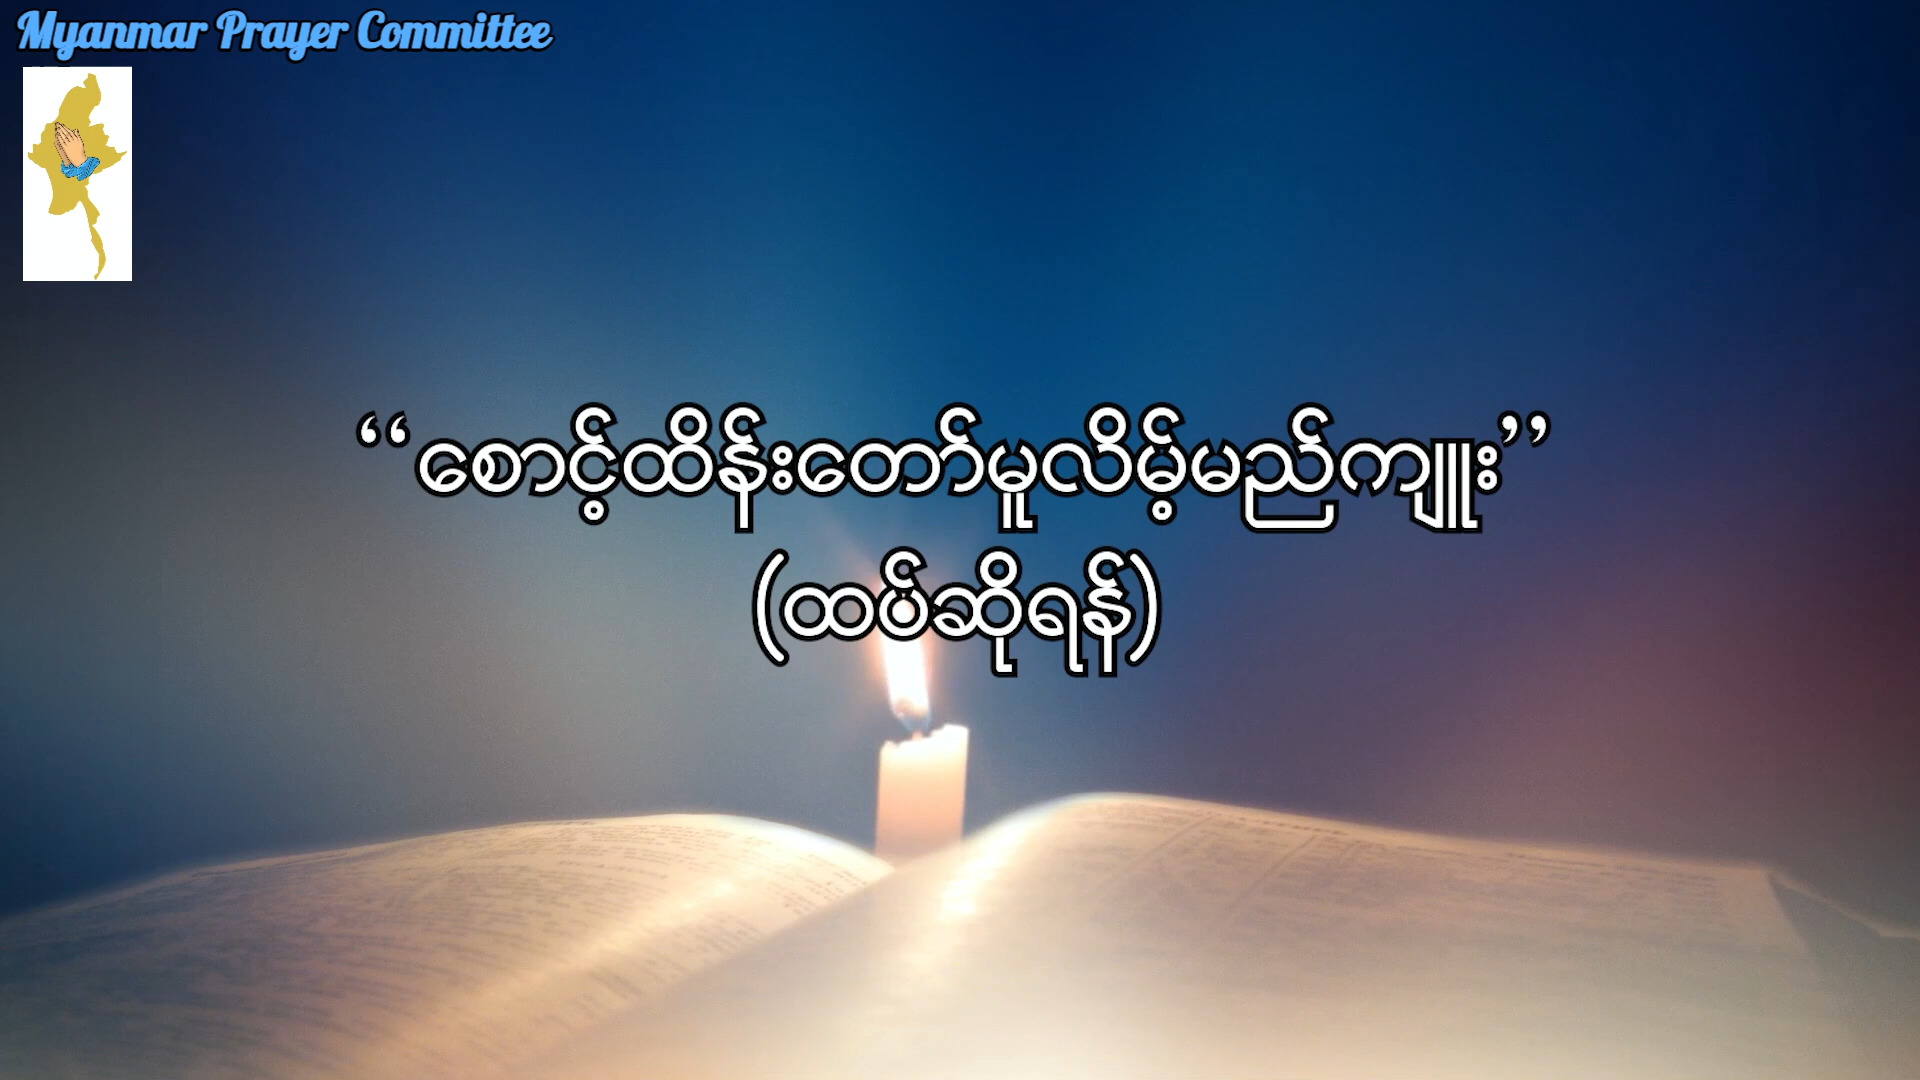 Myanmar Prayer Committee
“စောင့်ထိန်းတော်မူလိမ့်မည်ကျူး”
(ထပ်ဆိုရန်)